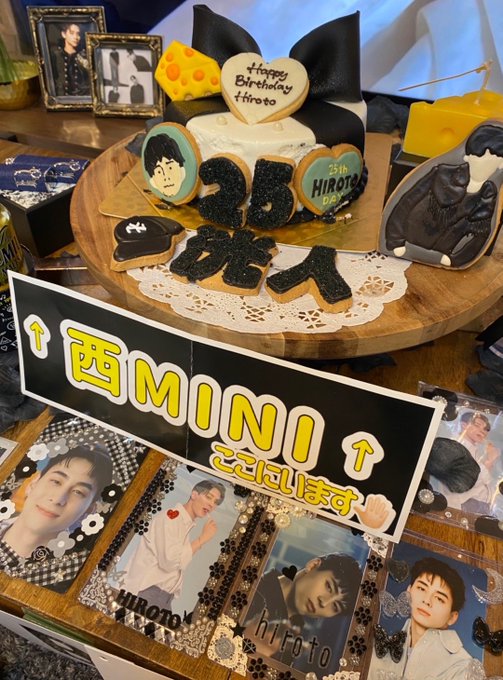 Happy
Birthday
Hiroto
25
25th
HIROTO
DAY
洸人
↑西MINI↑
ここにいます
HIROTO
hiroto